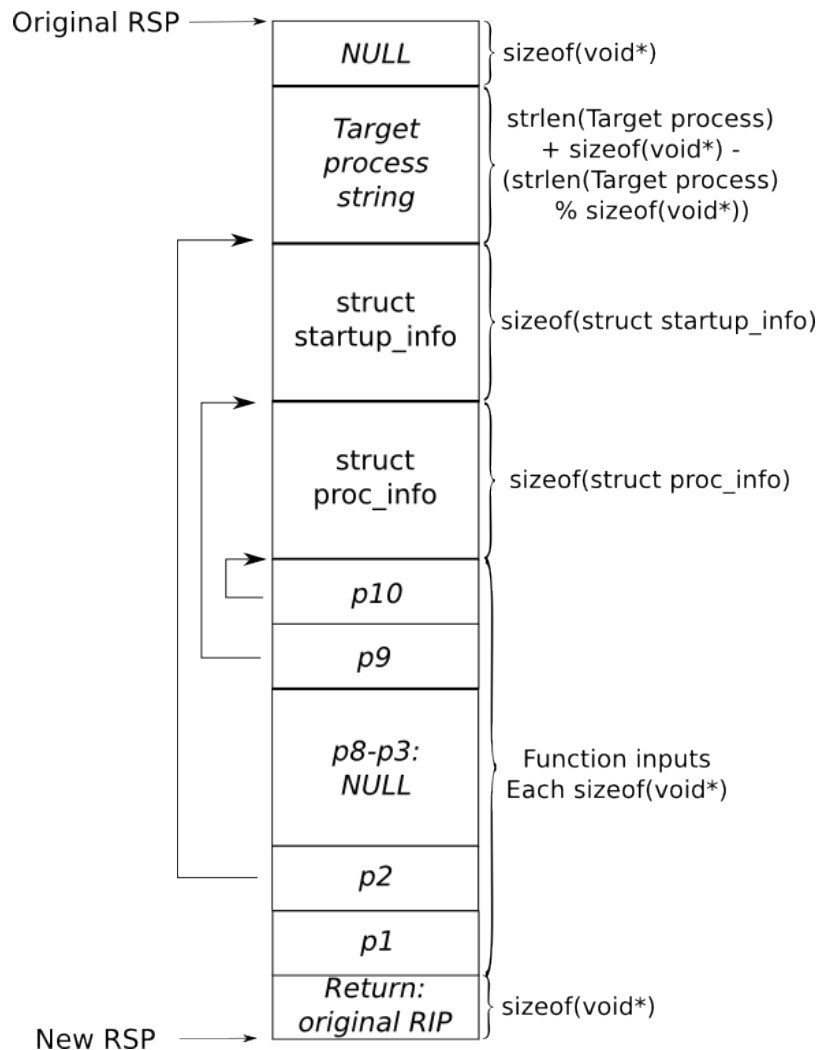 Original RSP
NULL
sizeof(void*)
Target
process
string
strlen(Target process)
+ sizeof(void*) -
(strlen(Target process)
% sizeof(void*))
struct
startup_info
sizeof(struct startup_info)
struct
proc_info
sizeof(struct proc_info)
p10
p9
p8-p3:
NULL
Function inputs
Each sizeof(void*)
p2
p1
Return:
original RIP
sizeof(void*)
New RSP